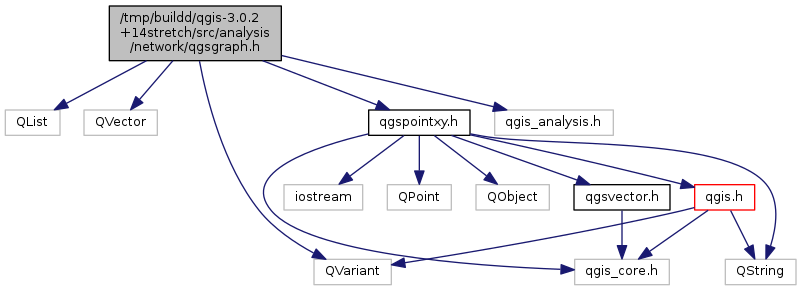 /tmp/buildd/qgis-3.0.2
+14stretch/src/analysis
/network/qgsgraph.h
QList
QVector
qgspointxy.h
qgis_analysis.h
iostream
QPoint
QObject
qgsvector.h
qgis.h
QVariant
qgis_core.h
QString